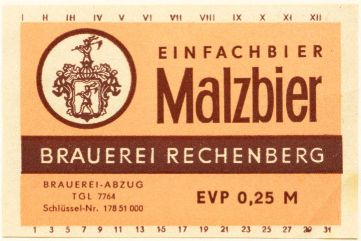 I II III IV V VI VII VIII IX X XI XII
EINFACHBIER
Malzbier
BRAUEREI RECHENBERG
BRAUEREI-ABZUG
TGL 7764
Schlüssel-Nr. 178 51 000
EVP 0,25 M
1 3 5 7 9 11 13 15 17 19 21 23 25 27 29 31